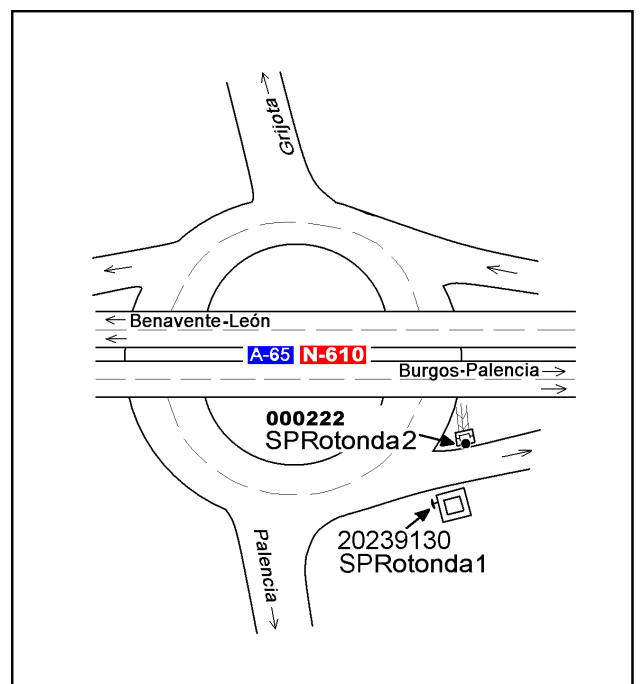 Grijota
Benavente-León
A-65 N-610
Burgos-Palencia
000222
SPRotonda2
20239130
SPRotonda1
Palencia